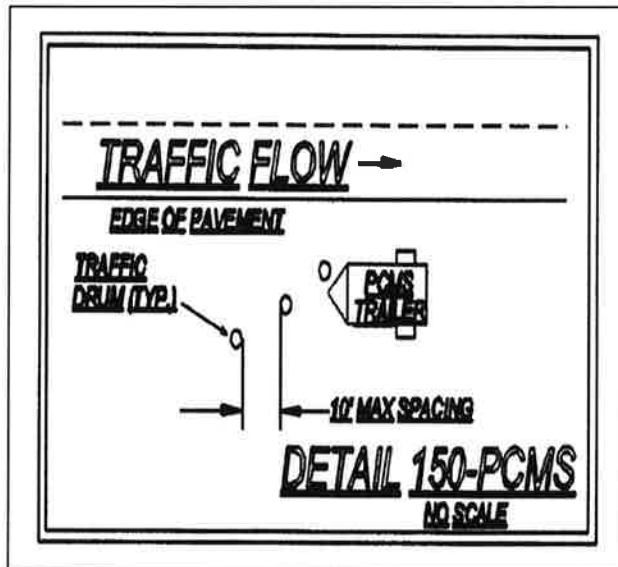 TRAFFIC FLOW
EDGE OF PAVEMENT
TRAFFIC
DRUM (TYP.)
PCMS
TRAILER
10' MAX SPACING
DETAIL 150-PCMS
NO SCALE